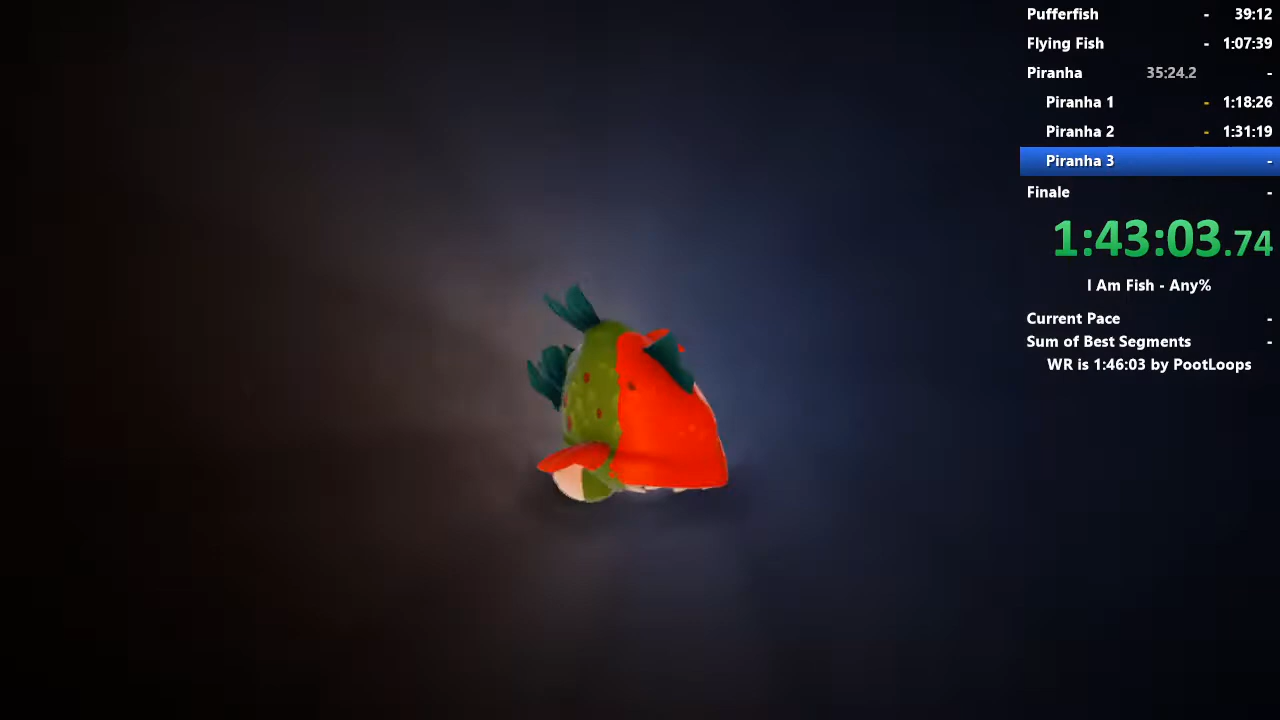 Pufferfish - 39:12
Flying Fish - 1:07:39
Piranha 35:24.2 -
Piranha 1 - 1:18:26
Piranha 2 - 1:31:19
Piranha 3 -
Finale -
1:43:03.74
I Am Fish - Any%
Current Pace -
Sum of Best Segments -
WR is 1:46:03 by PootLoops